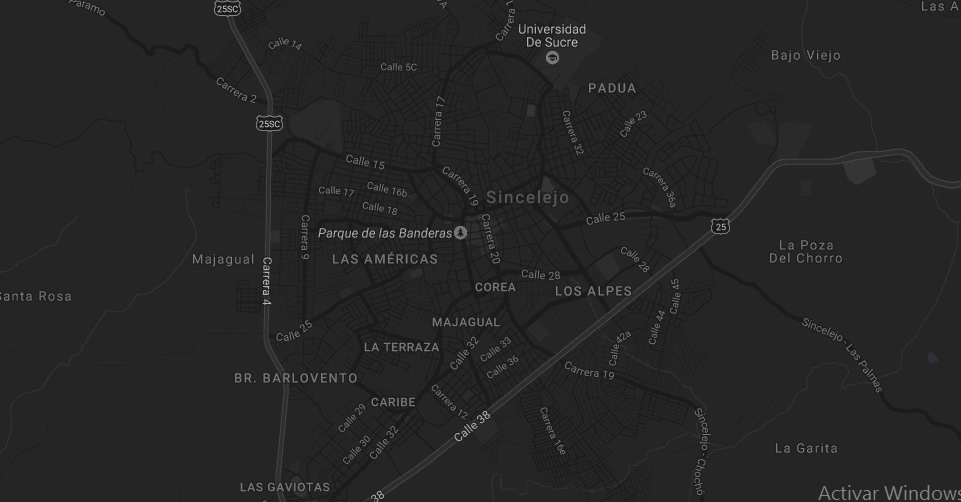 25SC
Carrera
Las A
Universidad
De Sucre
Paramo
Calle 14
Bajo Viejo
Calle 5C
PADUA
Carrera 2
Carrera 17
25SC
Carrera 32
Calle 23
Calle 15
Carrera 19
Carrera 36a
Calle 17
Calle 16b
Sincelejo
Calle 18
Calle 25
25
Parque de las Banderas
Carrera 9
Carrera 20
Majagual
LAS AMÉRICAS
Calle 28
La Poza
Del Chorro
Carrera 4
Calle 28
COREA
LOS ALPES
Calle 45
Santa Rosa
MAJAGUAL
Calle 44
Calle 25
LA TERRAZA
Calle 32
Calle 33
Calle 42a
Sincelejo - Las Palmas
Calle 36
BR. BARLOVENTO
Carrera 19
CARIBE
Carrera 12
Calle 29
Calle 38
Carrera 16e
Sincelejo - Chochó
Calle 30
Calle 32
La Garita
LAS GAVIOTAS
38
Activar Windows